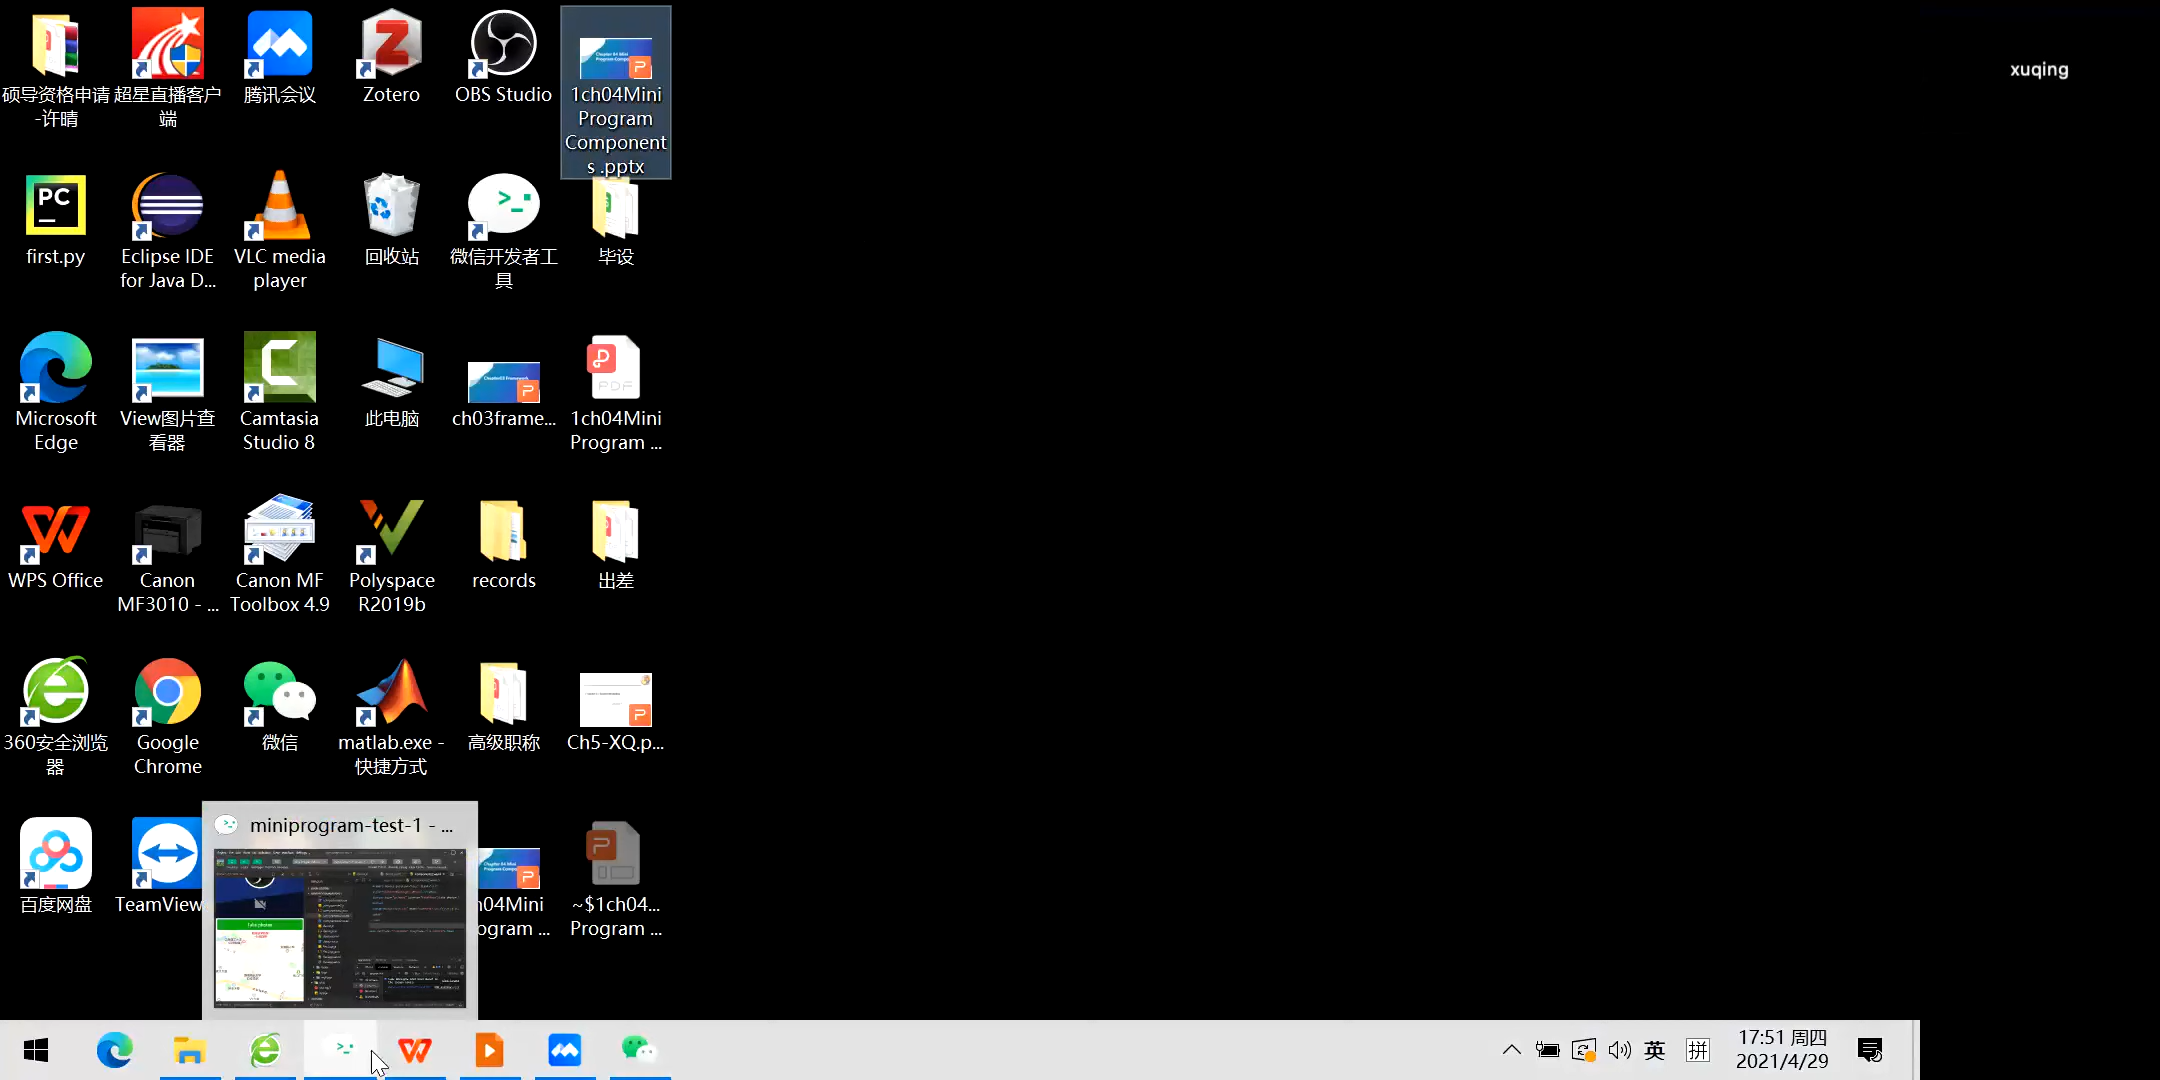 硕导资格申请
-许晴
超星直播客户
端
腾讯会议
Zotero
OBS Studio
1ch04Mini
Program
Component
s .pptx
xuqing
first.py
Eclipse IDE
for Java D...
VLC media
player
回收站
微信开发者工
具
毕设
Microsoft
Edge
View图片查
看器
Camtasia
Studio 8
此电脑
ch03frame...
1ch04Mini
Program ...
WPS Office
Canon
MF3010 - ...
Canon MF
Toolbox 4.9
Polyspace
R2019b
records
出差
360安全浏览
器
Google
Chrome
微信
matlab.exe -
快捷方式
高级职称
Ch5-XQ.p...
百度网盘
TeamView
miniprogram-test-1 - ...
h04Mini
ogram ...
~$1ch04...
Program ...
英
拼
17:51 周四
2021/4/29